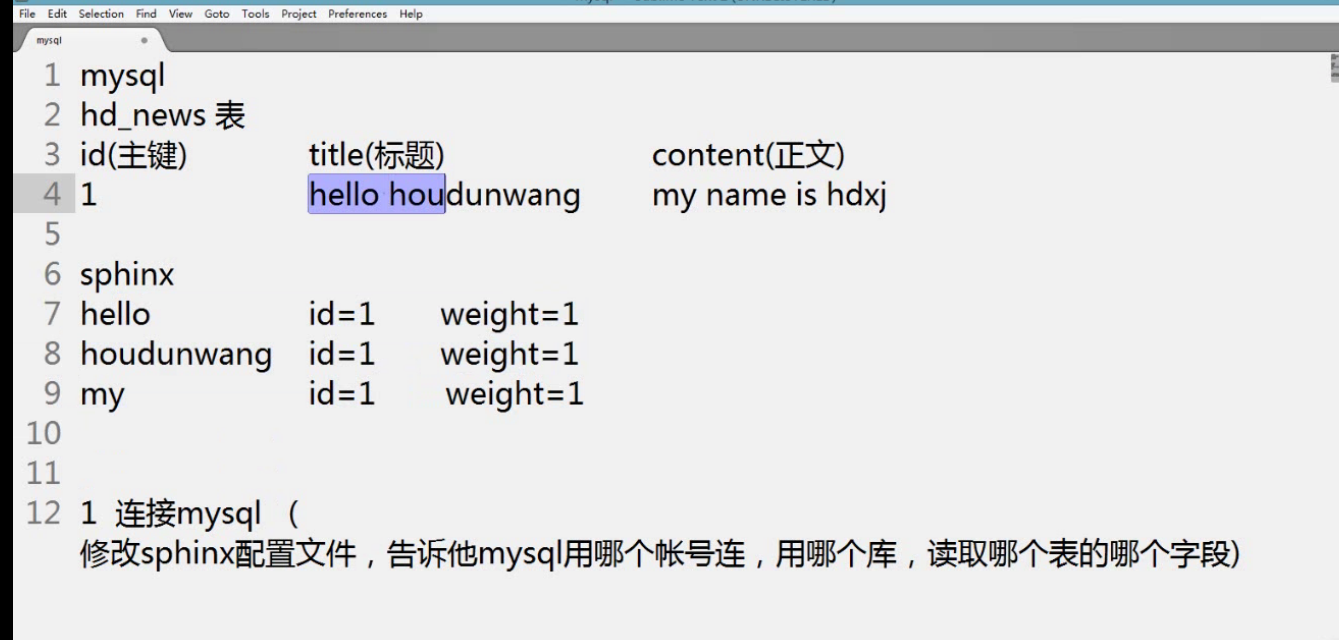 File Edit Selection Find View Goto Tools Project Preferences Help
mysql
1 mysql
2 hd_news 表
3 id(主键) title(标题) content(正文)
4 1 hello houdunwang my name is hdxj
5
6 sphinx
7 hello id=1 weight=1
8 houdunwang id=1 weight=1
9 my id=1 weight=1
10
11
12 1 连接mysql （
修改sphinx配置文件，告诉他mysql用哪个帐号连，用哪个库，读取哪个表的哪个字段)